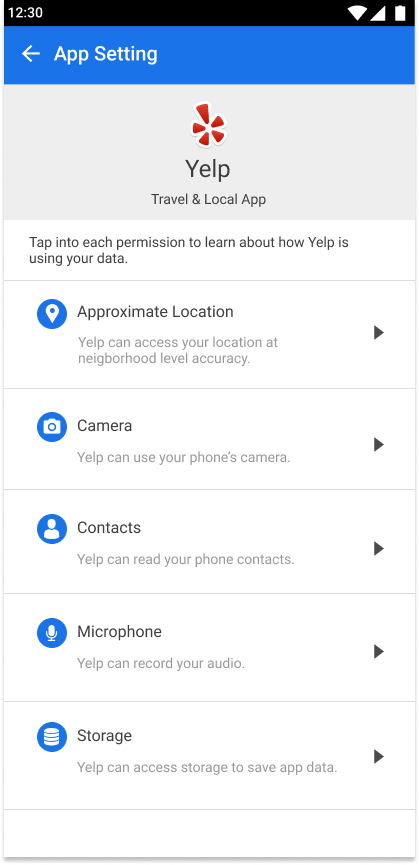 12:30
App Setting
Yelp
Travel & Local App
Tap into each permission to learn about how Yelp is
using your data.
Approximate Location
Yelp can access your location at
neigborhood level accuracy.
Camera
Yelp can use your phone's camera.
Contacts
Yelp can read your phone contacts.
Microphone
Yelp can record your audio.
Storage
Yelp can access storage to save app data.